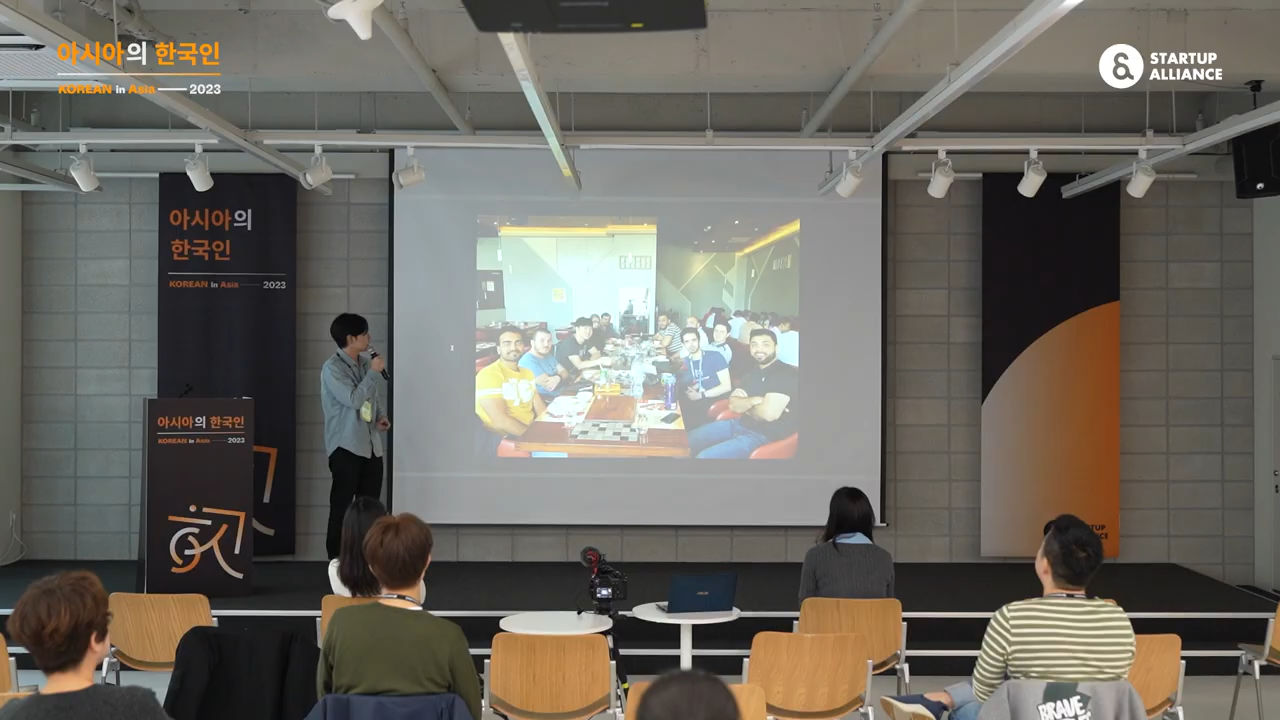 아시아의 한국인
KOREAN in Asia 2023
STARTUP
ALLIANCE
아시아의
한국인
KOREAN in Asia 2023
아시아의 한국인
KOREAN in Asia 2023
BRAVE